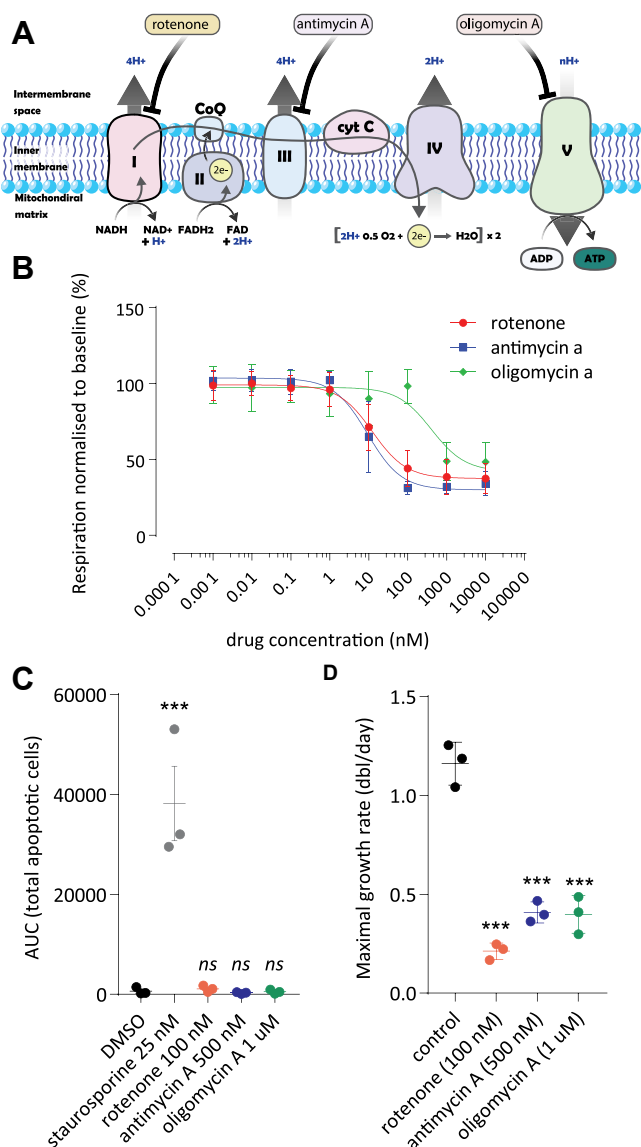 A
rotenone
antimycin A
oligomycin A
4H+
4H+
2H+
nH+
Intermembrane
space
CoQ
cyt C
Inner
membrane
I
II
2e-
III
IV
V
Mitochondiral
matrix
NADH
NAD+
+ H+
FADH2
FAD
+ 2H+
[2H+ 0.5 O2 + 2e- H2O] x 2
ADP
ATP
B
Respiration normalised to baseline (%)
150
100
50
0
rotenone
antimycin a
oligomycin a
0.0001
0.001
0.01
0.1
1
10
100
1000
10000
100000
drug concentration (nM)
C
AUC (total apoptotic cells)
60000
40000
20000
0
***
ns
ns
ns
DMSO
staurosporine 25 nM
rotenone 100 nM
antimycin A 500 nM
oligomycin A 1 uM
D
Maximal growth rate (dbl/day)
1.5
1.0
0.5
0.0
***
***
***
control
rotenone (100 nM)
antimycin A (500 nM)
oligomycin A (1 uM)